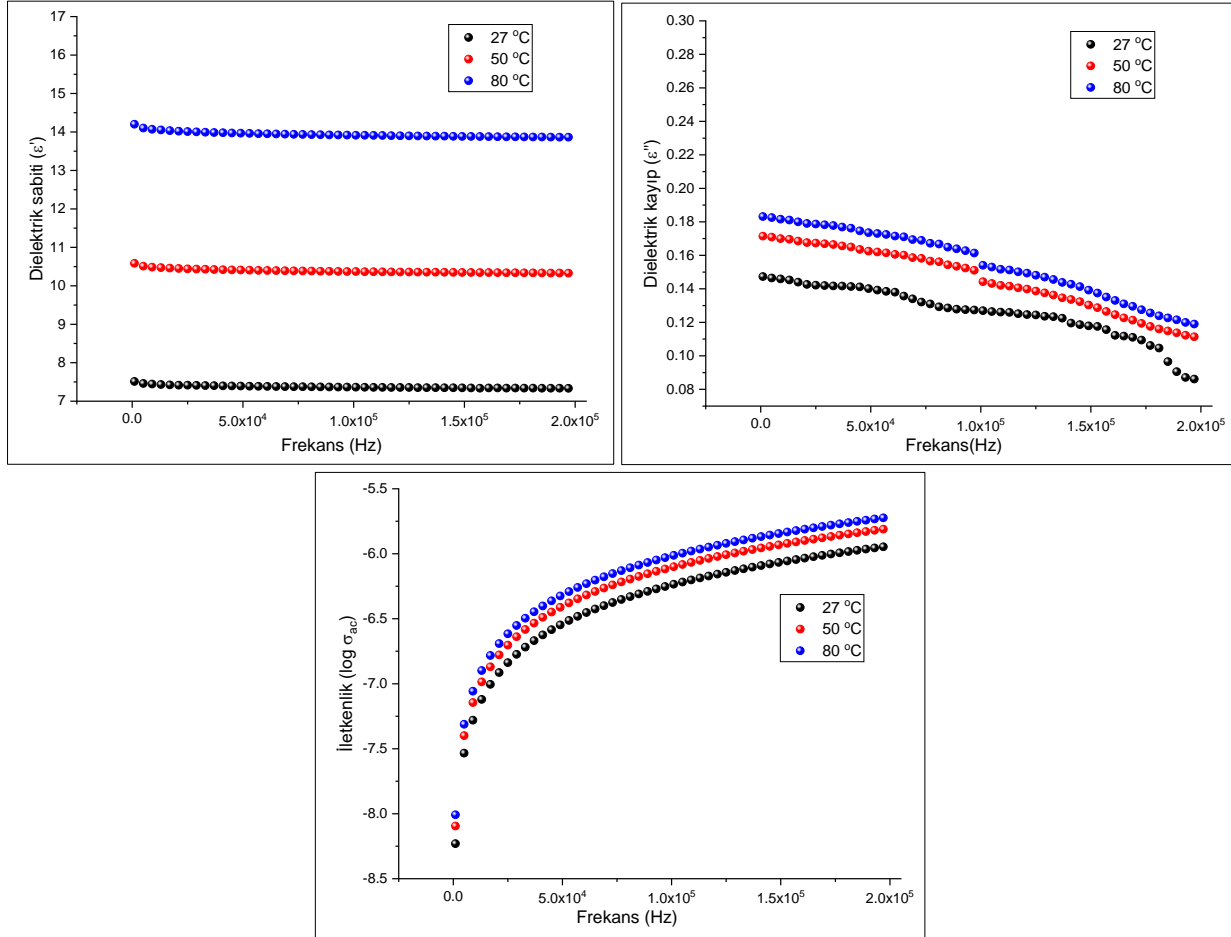 17
16
15
14
13
12
11
10
9
8
7
Dielektrik sabiti (ε')
27 °C
50 °C
80 °C
0.0
5.0x10⁴
1.0x10⁵
1.5x10⁵
2.0x10⁵
Frekans (Hz)
0.30
0.28
0.26
0.24
0.22
0.20
0.18
0.16
0.14
0.12
0.10
0.08
Dielektrik kayıp (ε'')
27 °C
50 °C
80 °C
0.0
5.0x10⁴
1.0x10⁵
1.5x10⁵
2.0x10⁵
Frekans(Hz)
-5.5
-6.0
-6.5
-7.0
-7.5
-8.0
-8.5
İletkenlik (log σac)
27 °C
50 °C
80 °C
0.0
5.0x10⁴
1.0x10⁵
1.5x10⁵
2.0x10⁵
Frekans (Hz)